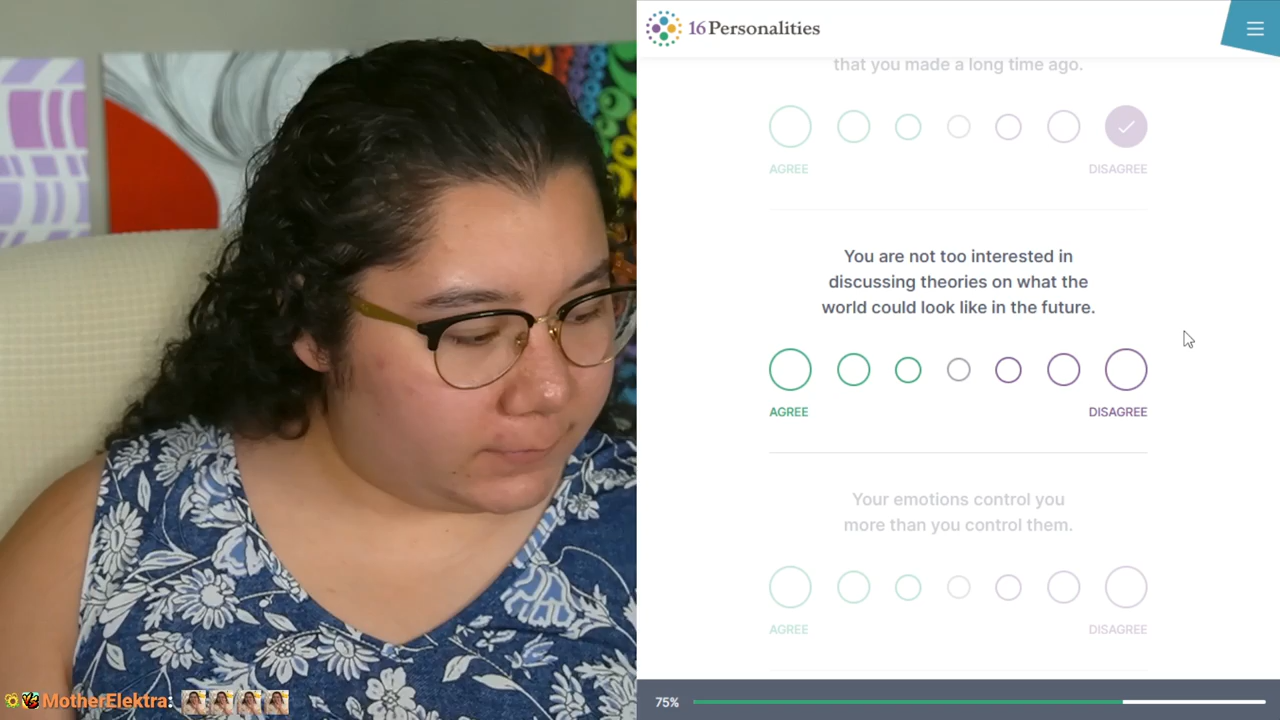 16Personalities
that you made a long time ago.
AGREE
DISAGREE
You are not too interested in
discussing theories on what the
world could look like in the future.
AGREE
DISAGREE
Your emotions control you
more than you control them.
AGREE
DISAGREE
MotherElektra:
75%